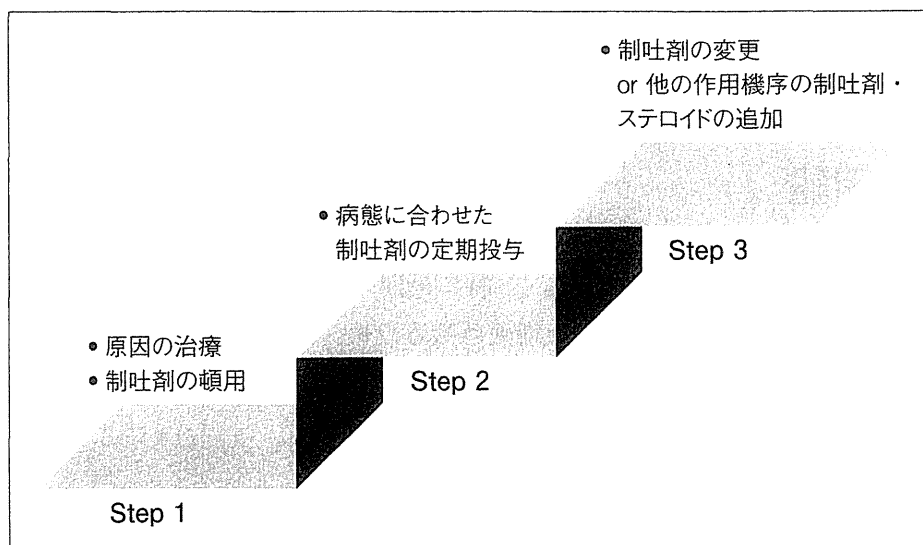 • 制吐剤の変更
or 他の作用機序の制吐剤・
ステロイドの追加
• 病態に合わせた
制吐剤の定期投与
Step 3
• 原因の治療
• 制吐剤の頓用
Step 2
Step 1